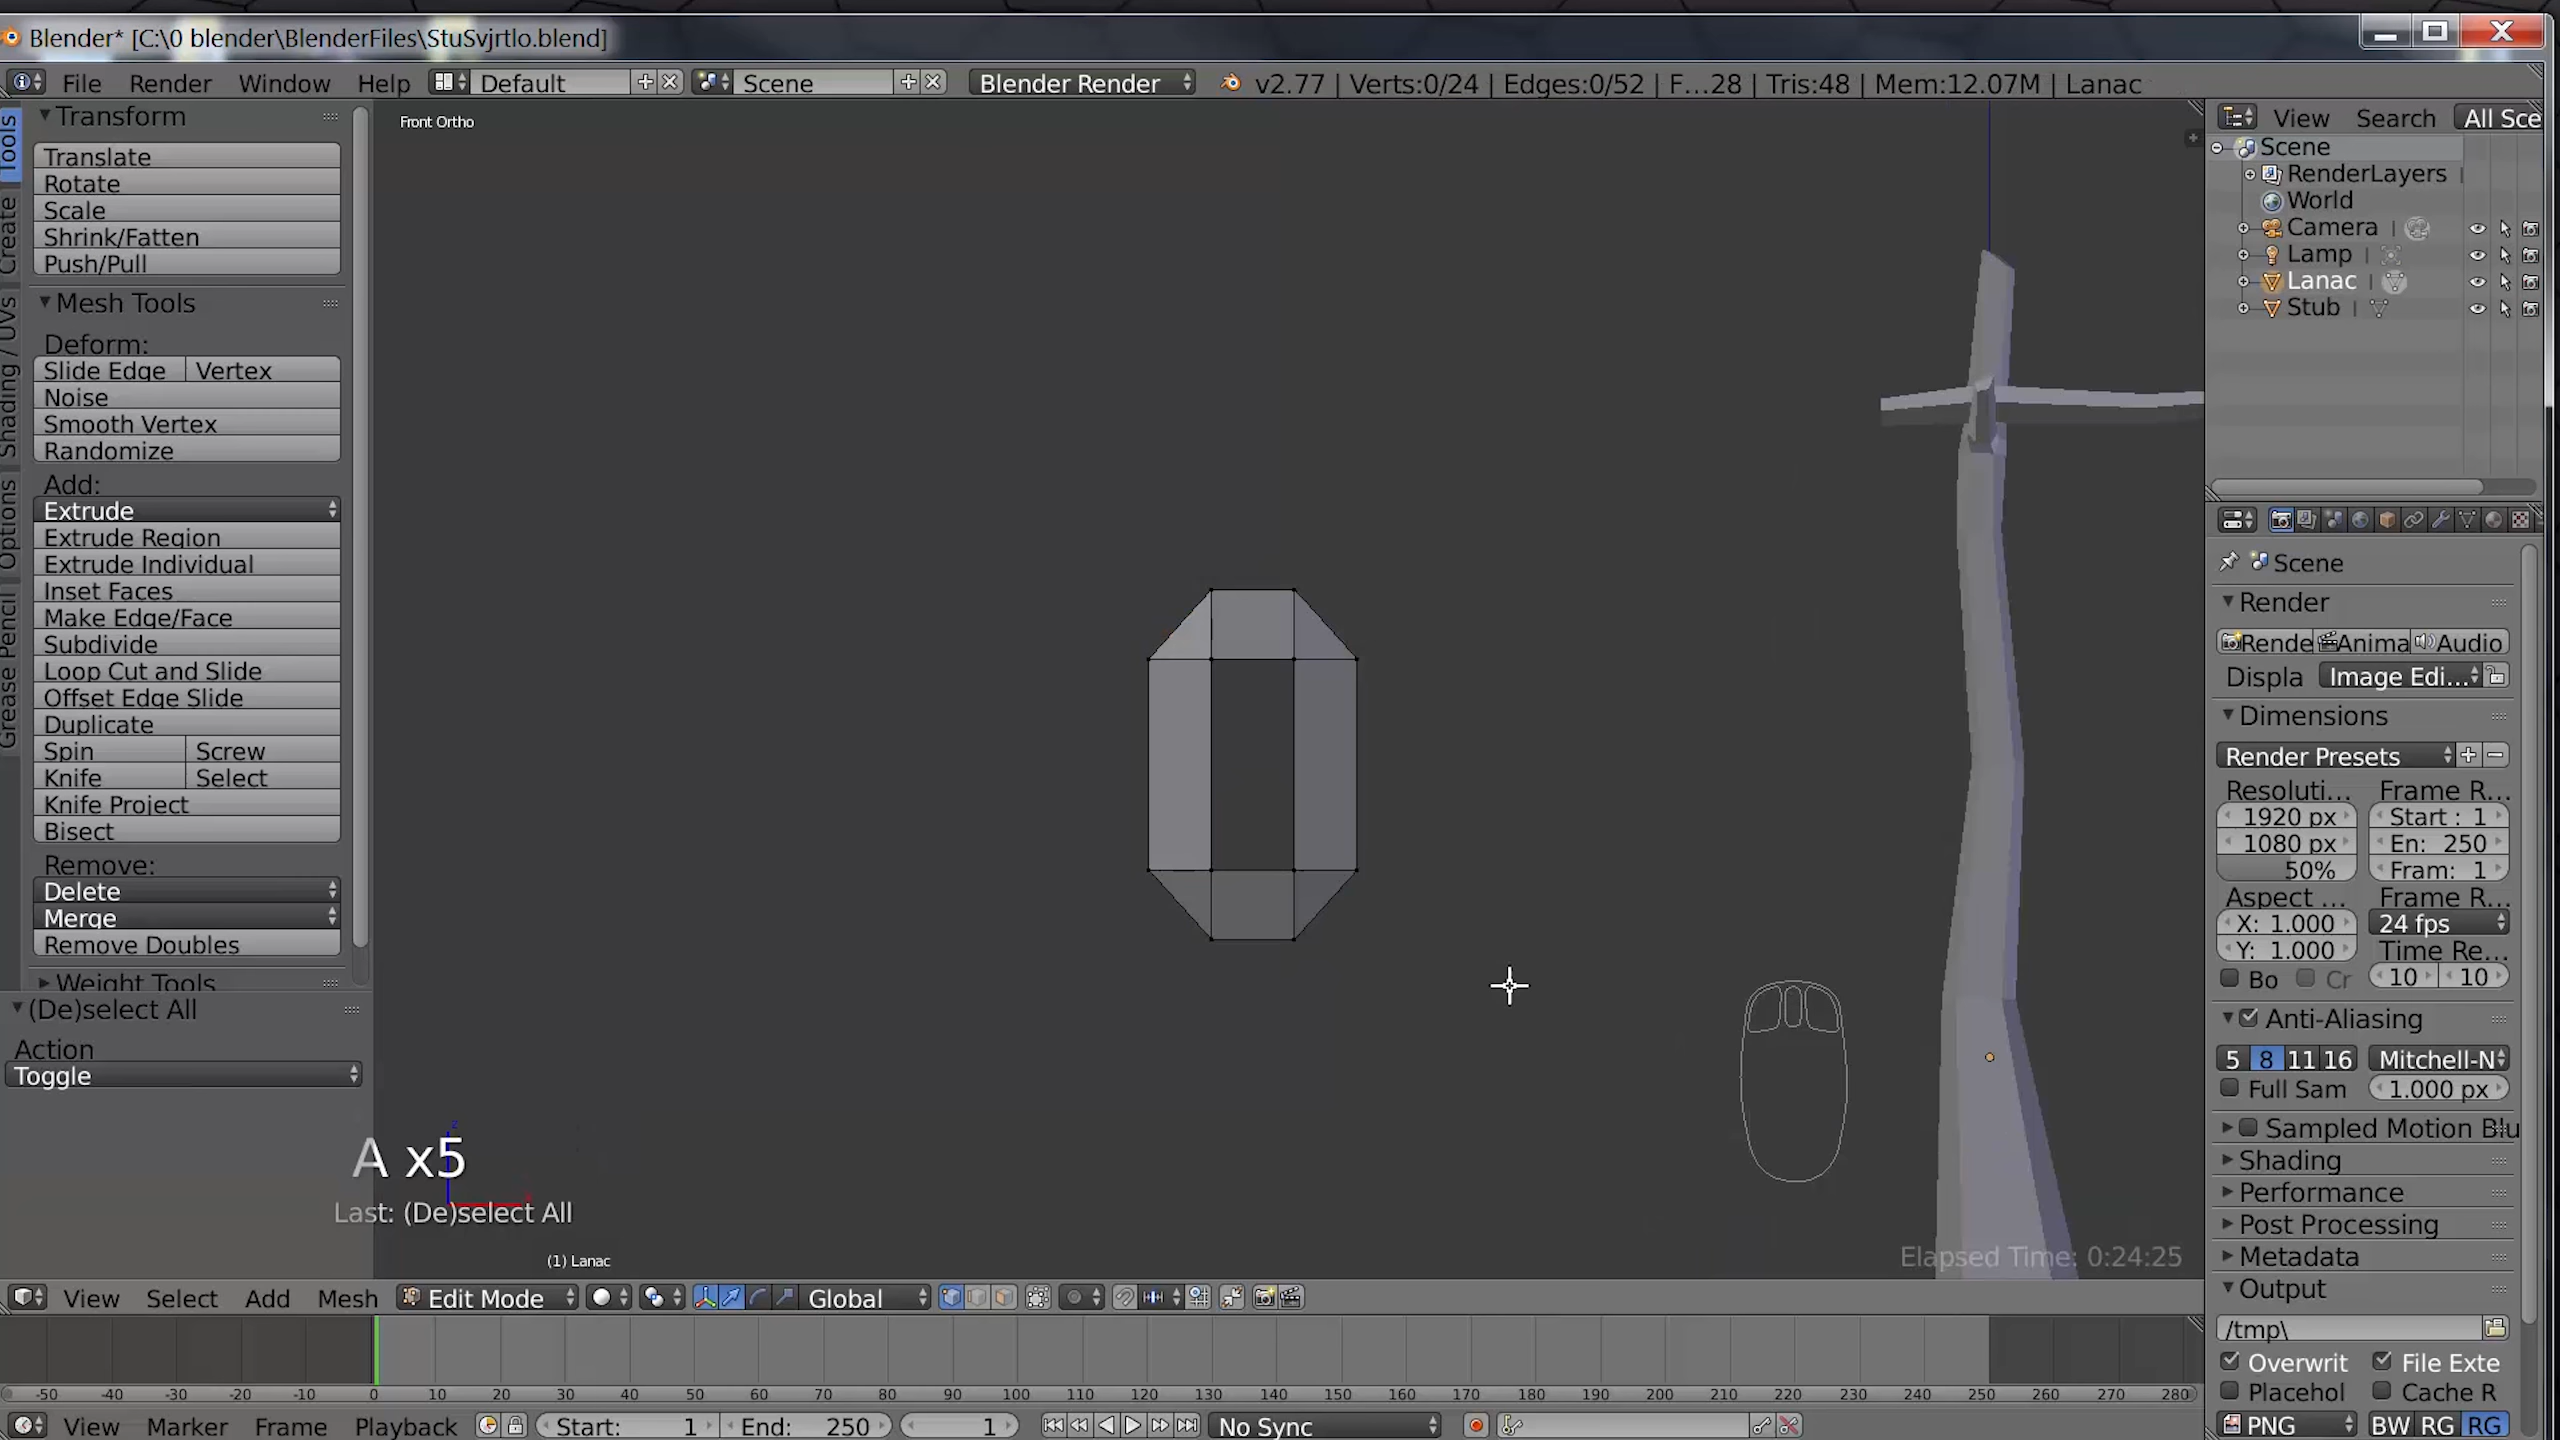 Blender* [C:\0 blender\BlenderFiles\StuSvjrtlo.blend]
File Render Window Help Default Scene Blender Render v2.77 | Verts:0/24 | Edges:0/52 | F...28 | Tris:48 | Mem:12.07M | Lanac
Tools
Create
Shading / UVs
Options
Grease Pencil
Transform
Translate
Rotate
Scale
Shrink/Fatten
Push/Pull
Mesh Tools
Deform:
Slide Edge Vertex
Noise
Smooth Vertex
Randomize
Add:
Extrude
Extrude Region
Extrude Individual
Inset Faces
Make Edge/Face
Subdivide
Loop Cut and Slide
Offset Edge Slide
Duplicate
Spin Screw
Knife Select
Knife Project
Bisect
Remove:
Delete
Merge
Remove Doubles
Weight Tools
(De)select All
Action
Toggle
Front Ortho
A x5
Last: (De)select All
(1) Lanac
Elapsed Time: 0:24:25
View Search All Sce
Scene
RenderLayers
World
Camera
Lamp
Lanac
Stub
Scene
Render
Rende Anima Audio
Displa Image Edi...
Dimensions
Render Presets
Resoluti... Frame R...
1920 px Start : 1
1080 px En: 250
50% Fram: 1
Aspect ... Frame R...
X: 1.000 24 fps
Y: 1.000 Time Re...
Bo Cr 10 10
Anti-Aliasing
5 8 11 16 Mitchell-N
Full Sam 1.000 px
Sampled Motion Blu
Shading
Performance
Post Processing
Metadata
Output
/tmp\
Overwrit File Exte
Placehol Cache R
PNG BW RG RG
View Select Add Mesh Edit Mode Global
-50 -40 -30 -20 -10 0 10 20 30 40 50 60 70 80 90 100 110 120 130 140 150 160 170 180 190 200 210 220 230 240 250 260 270 280
View Marker Frame Playback Start: 1 End: 250 1 No Sync